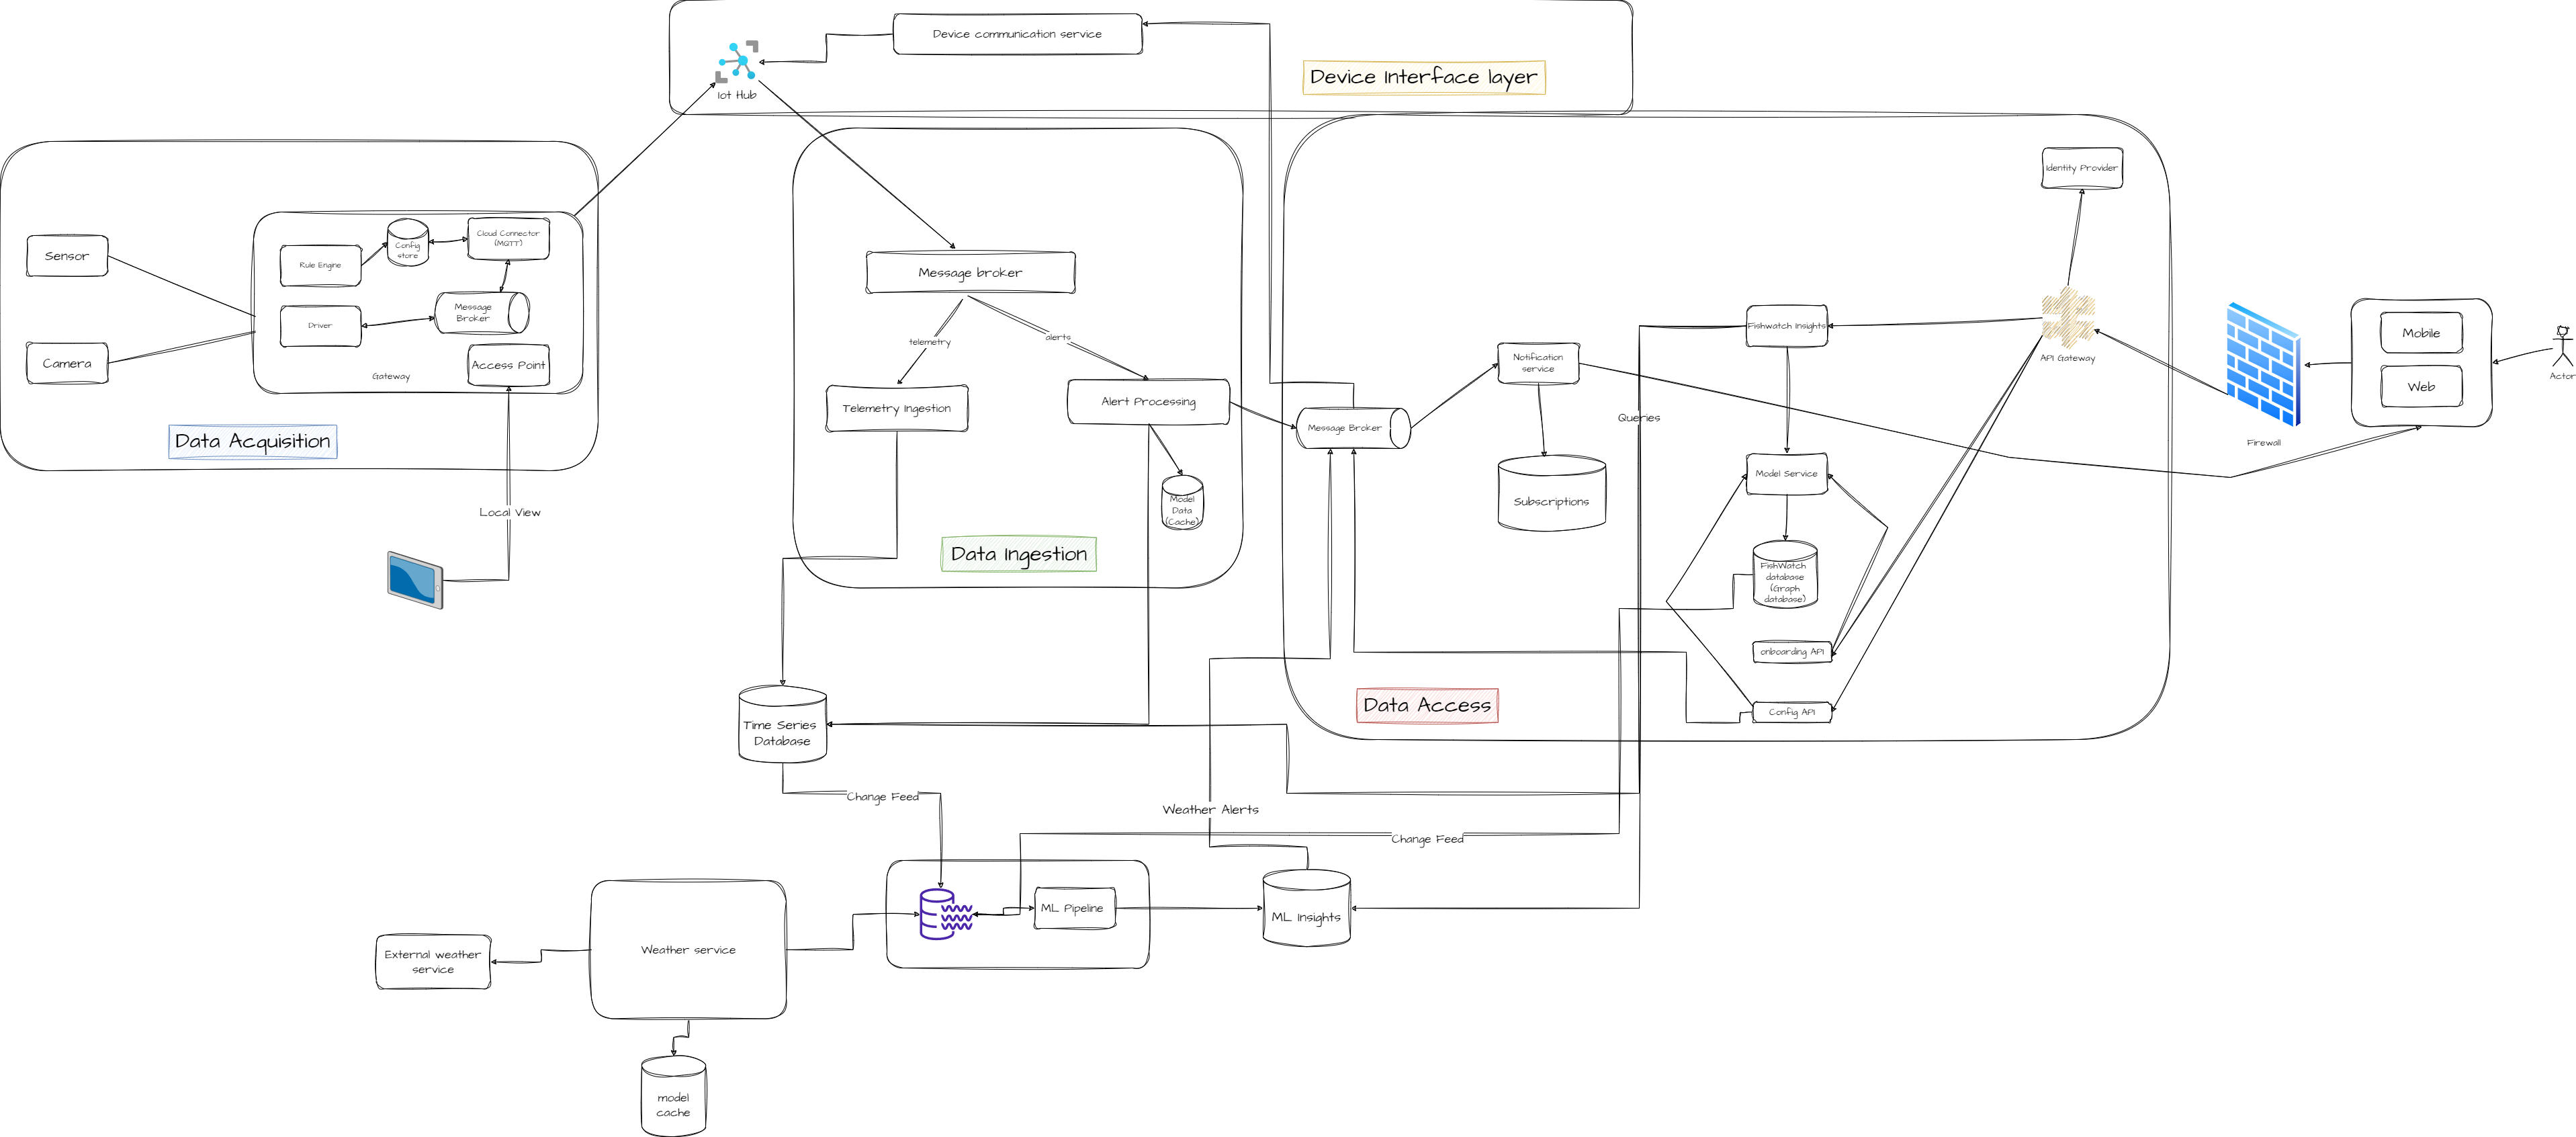 Device communication service
Iot Hub
Device Interface layer
Sensor
Camera
Rule Engine
Config
store
Cloud Connector
(MQTT)
Driver
Message
Broker
Access Point
Gateway
Data Acquisition
Local View
Message broker
telemetry
alerts
Telemetry Ingestion
Alert Processing
Model
Data
(Cache)
Data Ingestion
Identity Provider
Message Broker
Notification
service
Subscriptions
Queries
Fishwatch Insights
Model Service
FishWatch
database
(Graph
database)
onboarding API
Config API
API Gateway
Data Access
Firewall
Mobile
Web
Actor
Time Series
Database
Change Feed
Weather Alerts
Change Feed
ML Pipeline
ML Insights
Weather service
External weather
service
model
cache